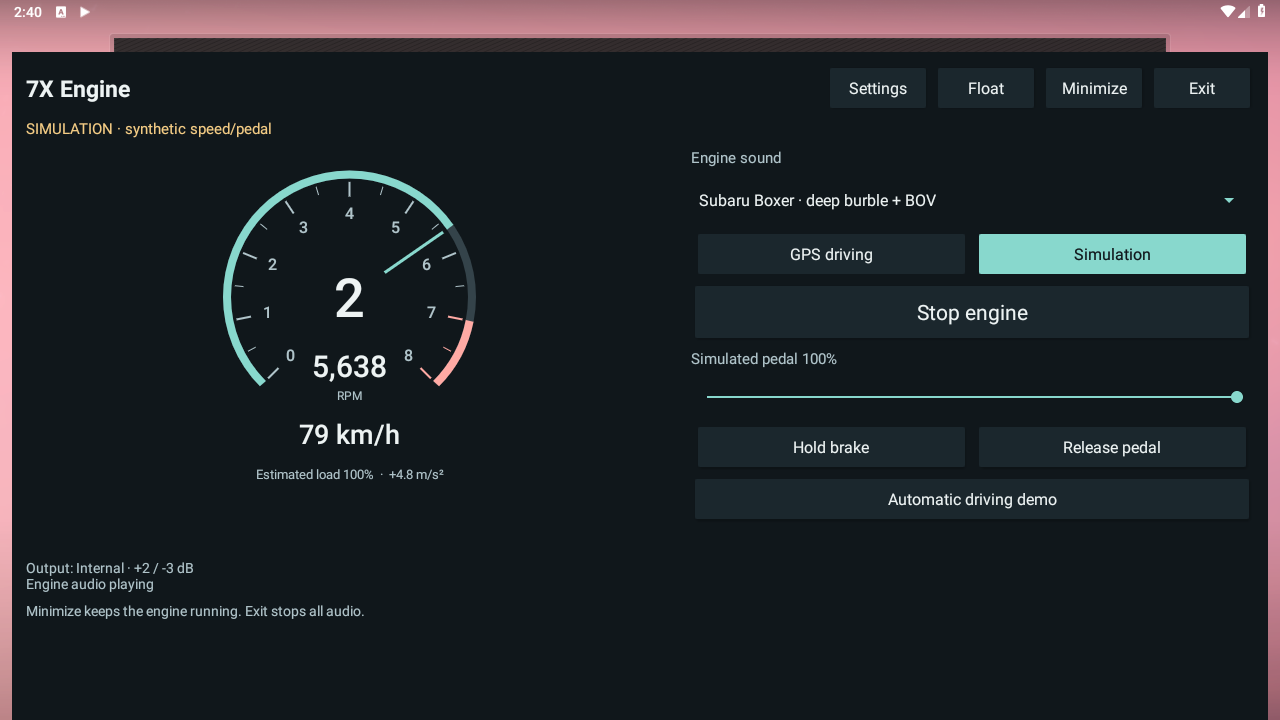 2:40
7X Engine
Settings
Float
Minimize
Exit
SIMULATION · synthetic speed/pedal
Engine sound
Subaru Boxer · deep burble + BOV
GPS driving
Simulation
Stop engine
Simulated pedal 100%
Hold brake
Release pedal
Automatic driving demo
0
1
2
3
4
5
6
7
8
2
5,638
RPM
79 km/h
Estimated load 100% · +4.8 m/s²
Output: Internal · +2 / -3 dB
Engine audio playing
Minimize keeps the engine running. Exit stops all audio.